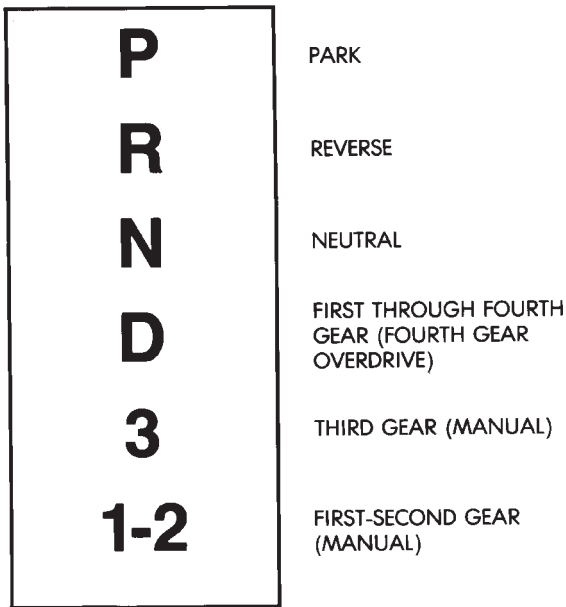 P PARK
R REVERSE
N NEUTRAL
D FIRST THROUGH FOURTH
GEAR (FOURTH GEAR
OVERDRIVE)
3 THIRD GEAR (MANUAL)
1-2 FIRST-SECOND GEAR
(MANUAL)